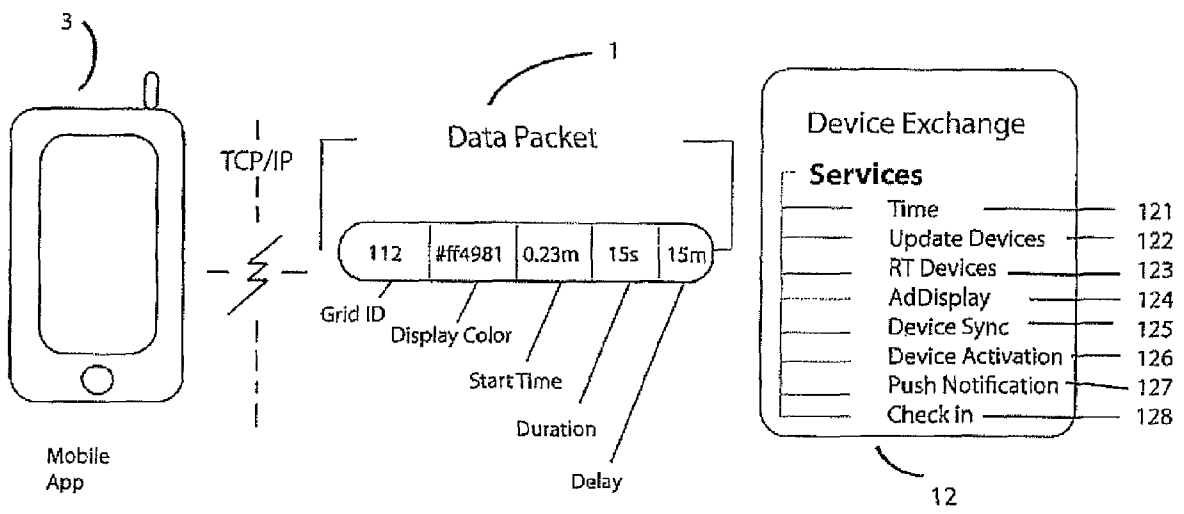 3
1
Data Packet
TCP/IP
112 #ff4981 0.23m 15s 15m
Grid ID
Display Color
Start Time
Duration
Delay
Mobile
App
Device Exchange
Services
Time 121
Update Devices 122
RT Devices 123
AdDisplay 124
Device Sync 125
Device Activation 126
Push Notification 127
Check in 128
12